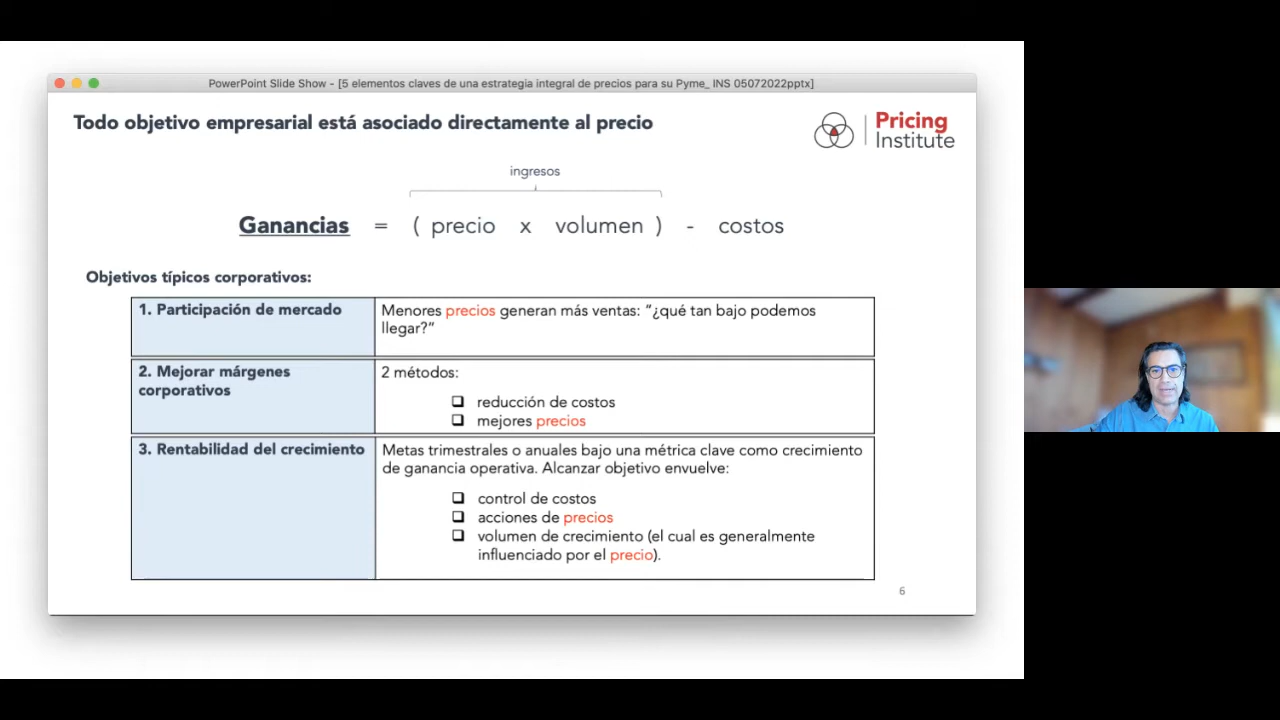 PowerPoint Slide Show - [5 elementos claves de una estrategia integral de precios para su Pyme_ INS 05072022pptx]
Todo objetivo empresarial está asociado directamente al precio
Pricing
Institute
ingresos
Ganancias = ( precio x volumen ) - costos
Objetivos típicos corporativos:
1. Participación de mercado
Menores precios generan más ventas: “¿qué tan bajo podemos
llegar?”
2. Mejorar márgenes
corporativos
2 métodos:
❑ reducción de costos
❑ mejores precios
3. Rentabilidad del crecimiento
Metas trimestrales o anuales bajo una métrica clave como crecimiento
de ganancia operativa. Alcanzar objetivo envuelve:
❑ control de costos
❑ acciones de precios
❑ volumen de crecimiento (el cual es generalmente
influenciado por el precio).
6